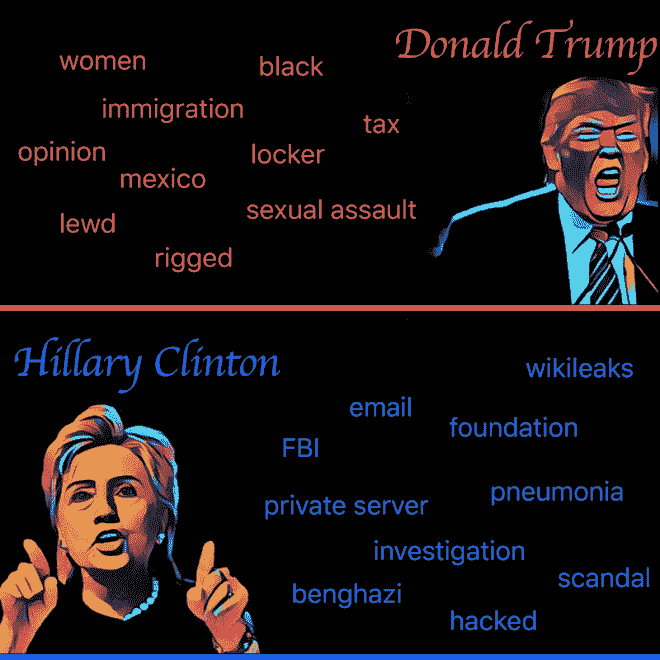 Donald Trump
women
black
immigration
tax
opinion
locker
mexico
sexual assault
lewd
rigged
Hillary Clinton
wikileaks
email
foundation
FBI
pneumonia
private server
investigation
scandal
benghazi
hacked